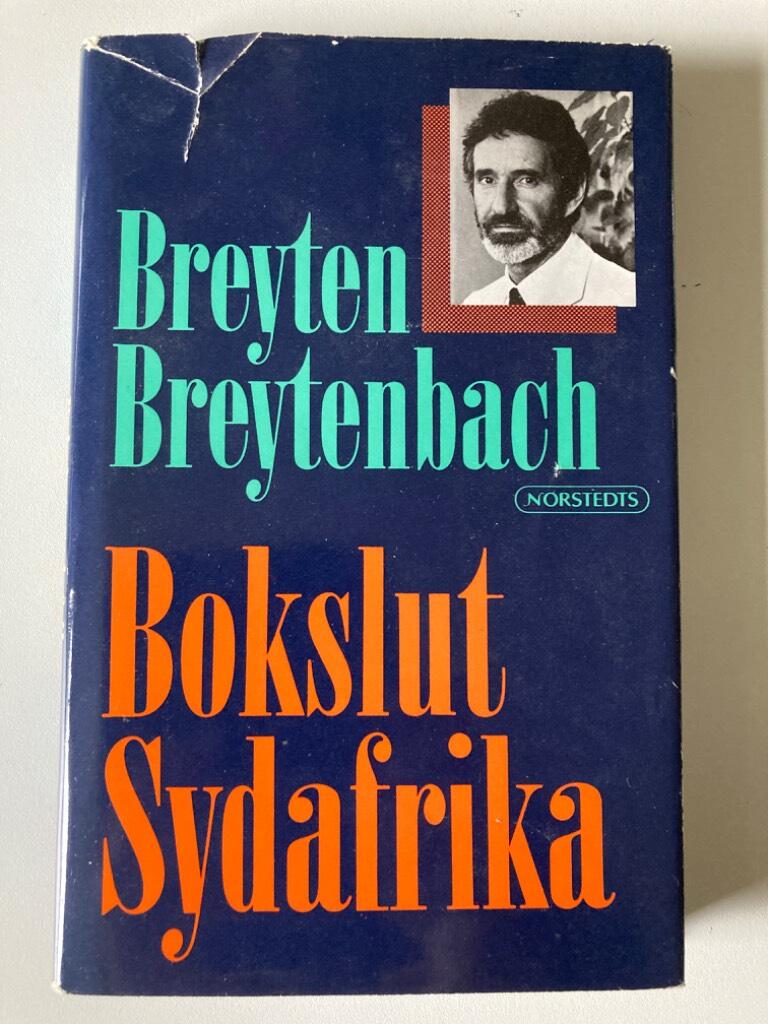 Breyten
Breytenbach
NORSTEDTS
Bokslut
Sydafrika